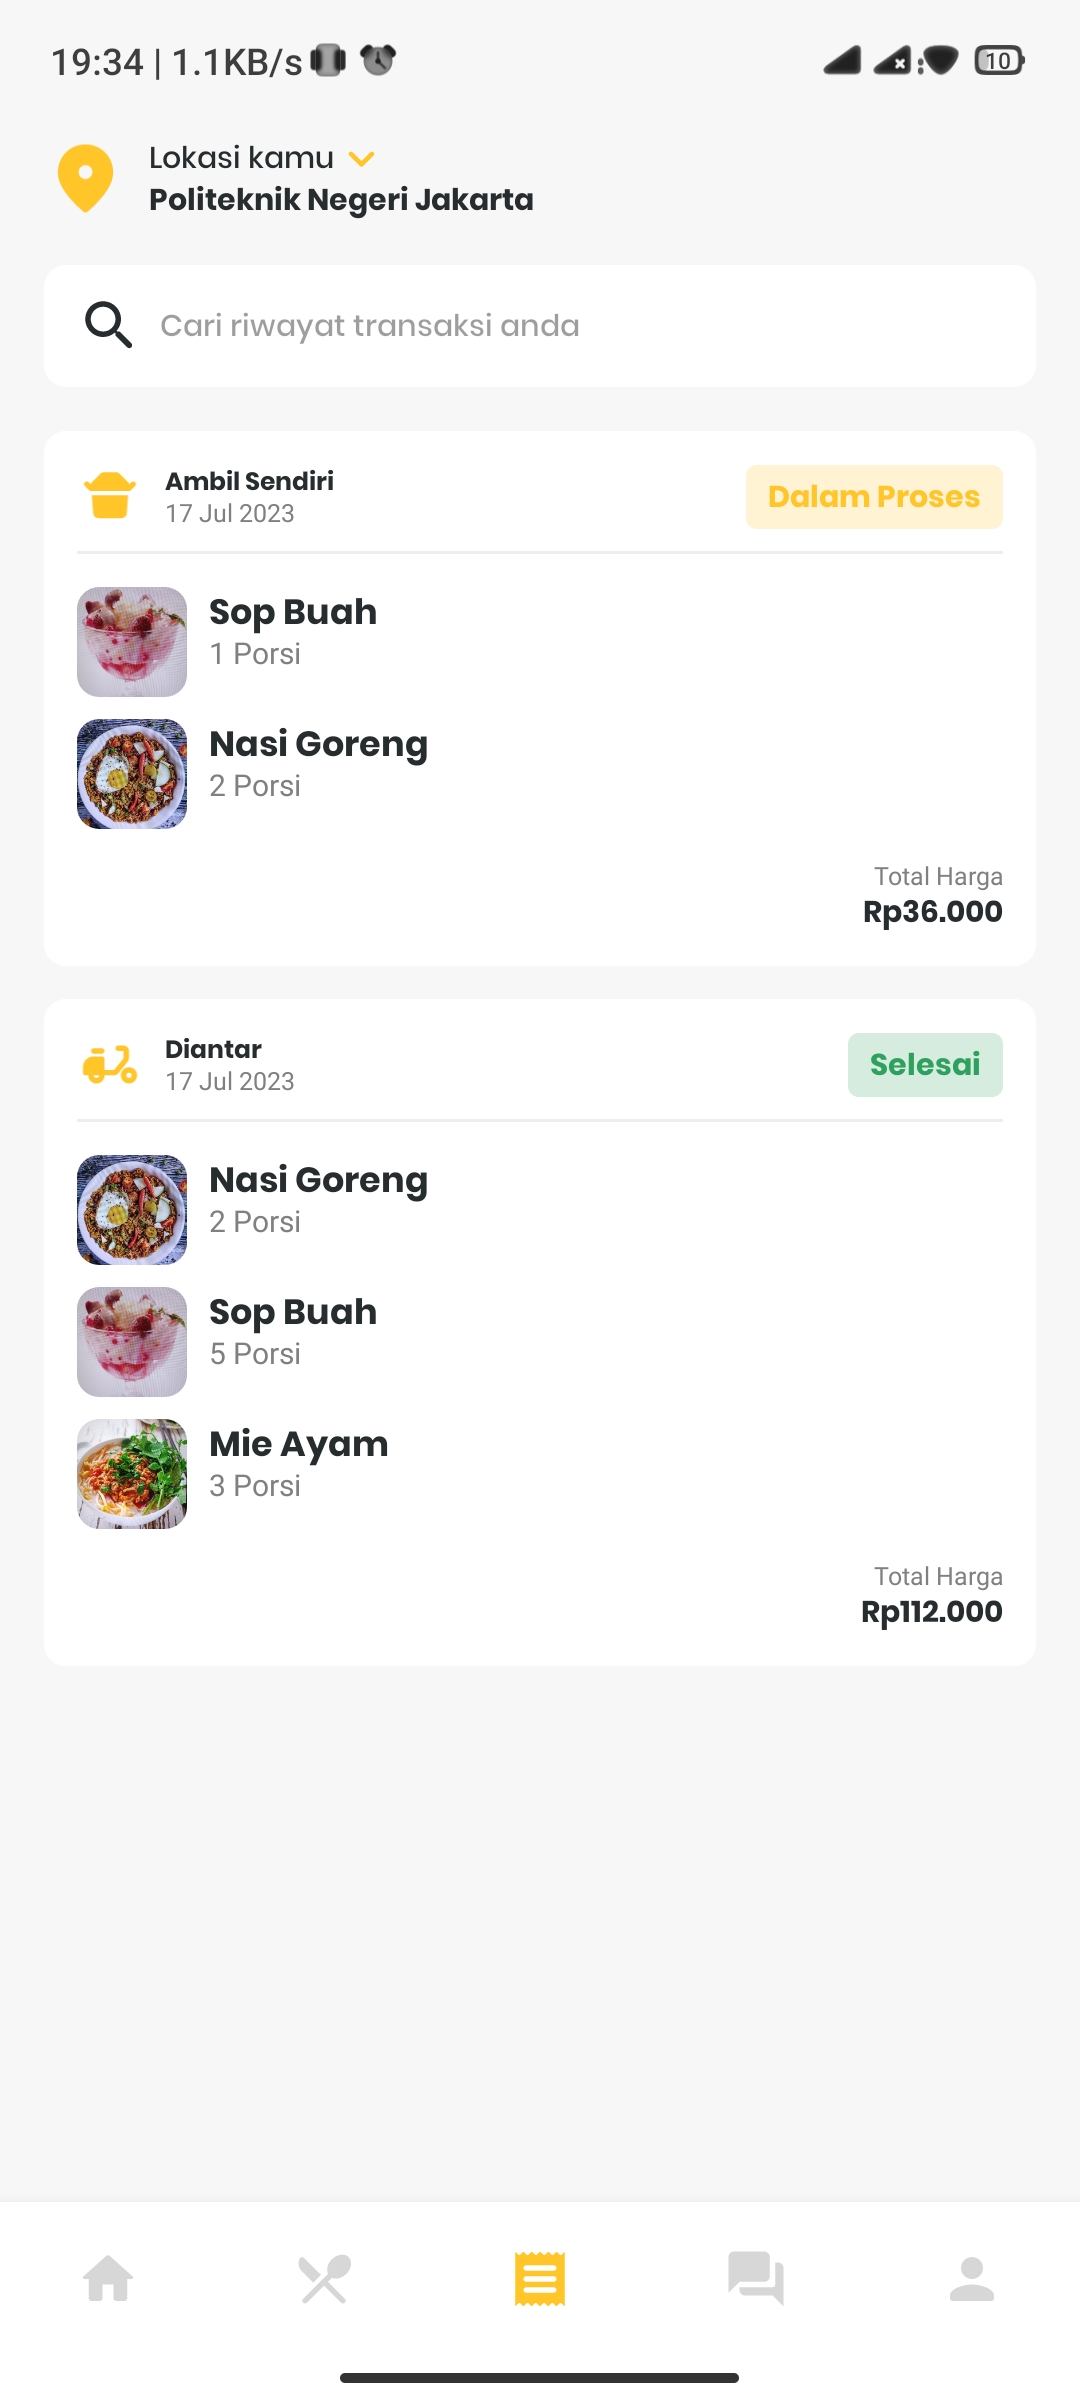 19:34 | 1.1KB/s
10
Lokasi kamu
Politeknik Negeri Jakarta
Cari riwayat transaksi anda
Ambil Sendiri
17 Jul 2023
Dalam Proses
Sop Buah
1 Porsi
Nasi Goreng
2 Porsi
Total Harga
Rp36.000
Diantar
17 Jul 2023
Selesai
Nasi Goreng
2 Porsi
Sop Buah
5 Porsi
Mie Ayam
3 Porsi
Total Harga
Rp112.000